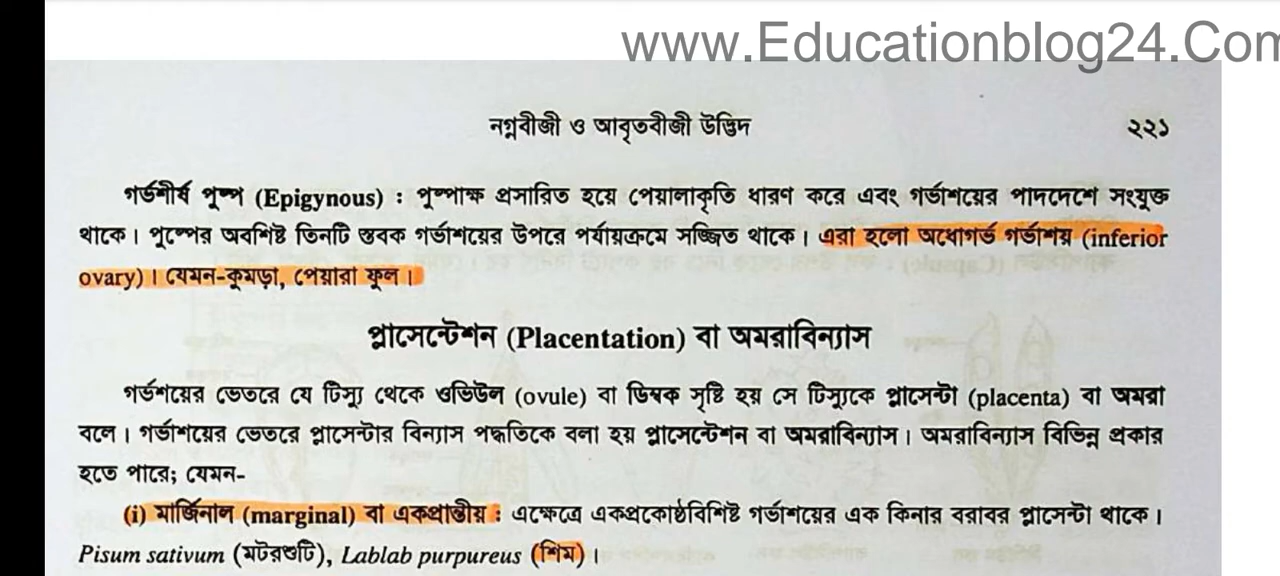 www.Educationblog24.Com
নগ্নবীজী ও আবৃতবীজী উদ্ভিদ ২২১
গর্ভশীর্ষ পুষ্প (Epigynous) : পুষ্পাক্ষ প্রসারিত হয়ে পেয়ালাকৃতি ধারণ করে এবং গর্ভাশয়ের পাদদেশে সংযুক্ত
থাকে। পুষ্পের অবশিষ্ট তিনটি স্তবক গর্ভাশয়ের উপরে পর্যায়ক্রমে সজ্জিত থাকে। এরা হলো অধোগর্ভ গর্ভাশয় (inferior
ovary)। যেমন-কুমড়া, পেয়ারা ফুল।
প্লাসেন্টেশন (Placentation) বা অমরাবিন্যাস
গর্ভশয়ের ভেতরে যে টিস্যু থেকে ওভিউল (ovule) বা ডিম্বক সৃষ্টি হয় সে টিস্যুকে প্লাসেন্টা (placenta) বা অমরা
বলে। গর্ভাশয়ের ভেতরে প্লাসেন্টার বিন্যাস পদ্ধতিকে বলা হয় প্লাসেন্টেশন বা অমরাবিন্যাস। অমরাবিন্যাস বিভিন্ন প্রকার
হতে পারে; যেমন-
(i) মার্জিনাল (marginal) বা একপ্রান্তীয় : এক্ষেত্রে একপ্রকোষ্ঠবিশিষ্ট গর্ভাশয়ের এক কিনার বরাবর প্লাসেন্টা থাকে।
Pisum sativum (মটরশুটি), Lablab purpureus (শিম)।